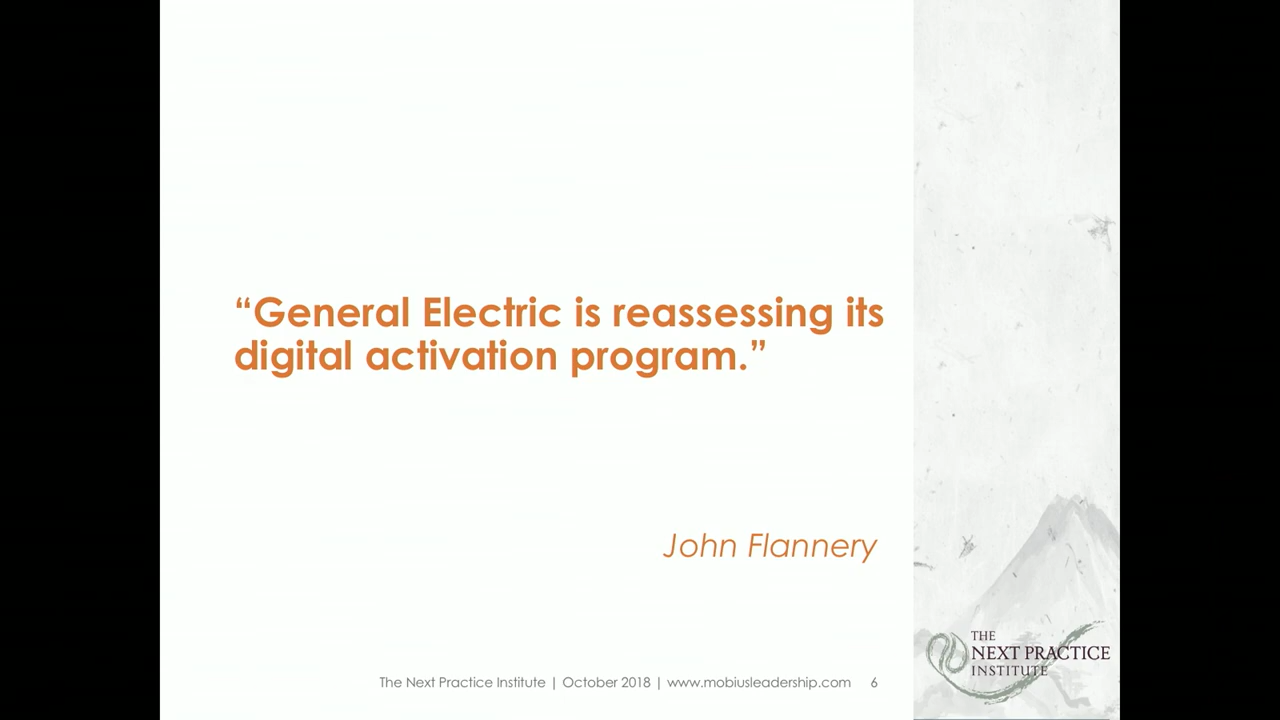 “General Electric is reassessing its
digital activation program.”
John Flannery
The Next Practice Institute | October 2018 | www.mobiusleadership.com 6
THE
NEXT PRACTICE
INSTITUTE